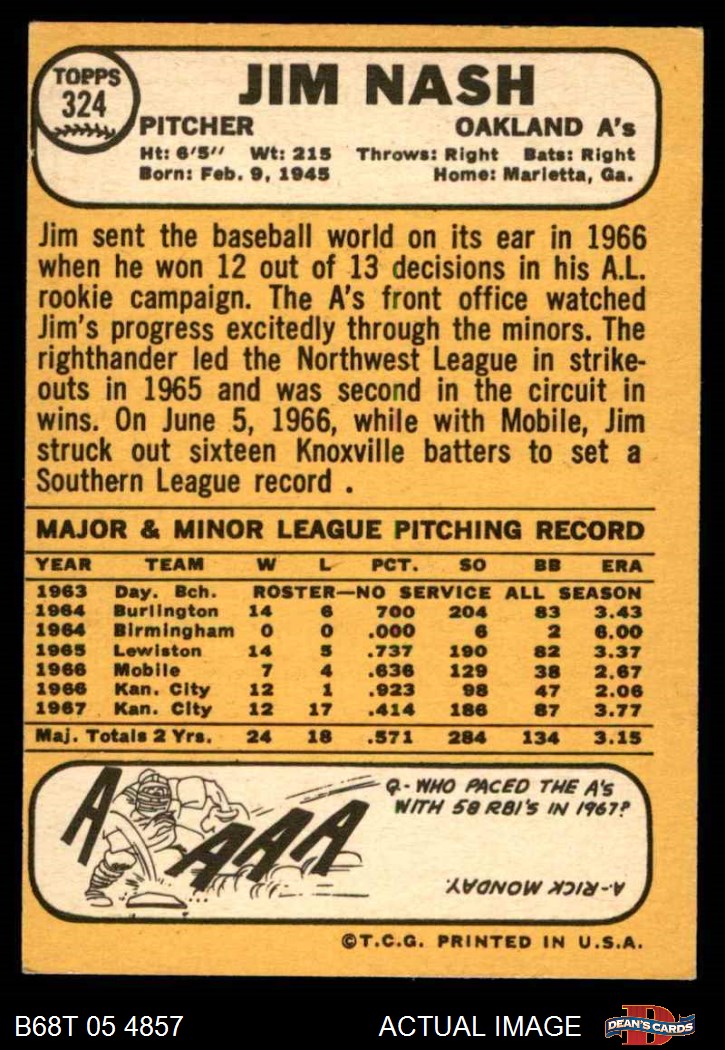 TOPPS
324
JIM NASH
PITCHER OAKLAND A's
Ht: 6'5" Wt: 215 Throws: Right Bats: Right
Born: Feb. 9, 1945 Home: Marietta, Ga.
Jim sent the baseball world on its ear in 1966
when he won 12 out of 13 decisions in his A.L.
rookie campaign. The A's front office watched
Jim's progress excitedly through the minors. The
righthander led the Northwest League in strike-
outs in 1965 and was second in the circuit in
wins. On June 5, 1966, while with Mobile, Jim
struck out sixteen Knoxville batters to set a
Southern League record .
MAJOR & MINOR LEAGUE PITCHING RECORD
YEAR TEAM W L PCT. SO BB ERA
1963 Day. Bch. ROSTER—NO SERVICE ALL SEASON
1964 Burlington 14 6 700 204 83 3.43
1964 Birmingham 0 0 .000 6 2 6.00
1965 Lewiston 14 5 .737 190 82 3.37
1966 Mobile 7 4 .636 129 38 2.67
1966 Kan. City 12 1 .923 98 47 2.06
1967 Kan. City 12 17 .414 186 87 3.77
Maj. Totals 2 Yrs. 24 18 .571 284 134 3.15
A AAA
Q- WHO PACED THE A'S
WITH 58 RBI'S IN 1967?
A-RICK MONDAY.
©T.C.G. PRINTED IN U.S.A.
B68T 05 4857 ACTUAL IMAGE
D
DEAN'S CARDS